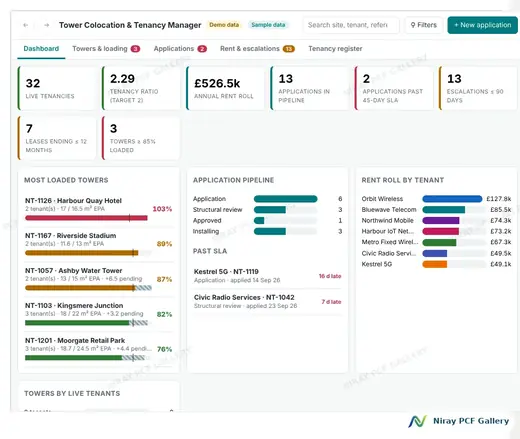 Tower Colocation & Tenancy Manager
Demo data
Sample data
Search site, tenant, referen
Filters
+ New application
Dashboard
Towers & loading 3
Applications 2
Rent & escalations 13
Tenancy register
32
LIVE TENANCIES
2.29
TENANCY RATIO
(TARGET 2)
£526.5k
ANNUAL RENT ROLL
13
APPLICATIONS IN
PIPELINE
2
APPLICATIONS PAST
45-DAY SLA
13
ESCALATIONS ≤ 90
DAYS
7
LEASES ENDING ≤ 12
MONTHS
3
TOWERS ≥ 85%
LOADED
MOST LOADED TOWERS
NT-1126 · Harbour Quay Hotel
2 tenant(s) · 17 / 16.5 m² EPA
103%
NT-1167 · Riverside Stadium
2 tenant(s) · 11.6 / 13 m² EPA
89%
NT-1057 · Ashby Water Tower
2 tenant(s) · 13 / 15 m² EPA · +6.5 pending
87%
NT-1103 · Kingsmere Junction
3 tenant(s) · 18 / 22 m² EPA · +3.2 pending
82%
NT-1201 · Moorgate Retail Park
3 tenant(s) · 18.7 / 24.5 m² EPA · +4.4 pendi...
76%
APPLICATION PIPELINE
Application 6
Structural review 3
Approved 1
Installing 3
PAST SLA
Kestrel 5G · NT-1119
Application · applied 14 Sep 26
16 d late
Civic Radio Services · NT-1042
Structural review · applied 23 Sep 26
7 d late
RENT ROLL BY TENANT
Orbit Wireless £127.8k
Bluewave Telecom £85.5k
Northwind Mobile £74.3k
Harbour IoT Net... £73.2k
Metro Fixed Wirel... £67.3k
Civic Radio Servi... £49.5k
Kestrel 5G £49.1k
TOWERS BY LIVE TENANTS
Niray PCF Gallery